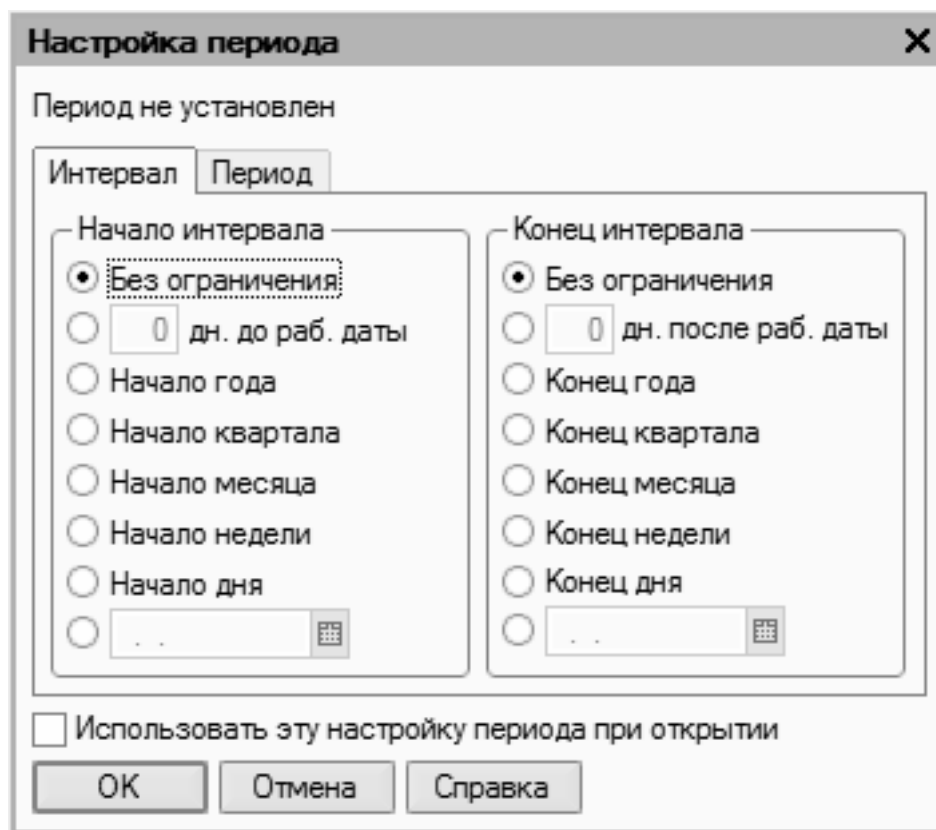 Настройка периода
Период не установлен
Интервал Период
Начало интервала
Без ограничения
0 дн. до раб. даты
Начало года
Начало квартала
Начало месяца
Начало недели
Начало дня
. .
Конец интервала
Без ограничения
0 дн. после раб. даты
Конец года
Конец квартала
Конец месяца
Конец недели
Конец дня
. .
Использовать эту настройку периода при открытии
OK Отмена Справка